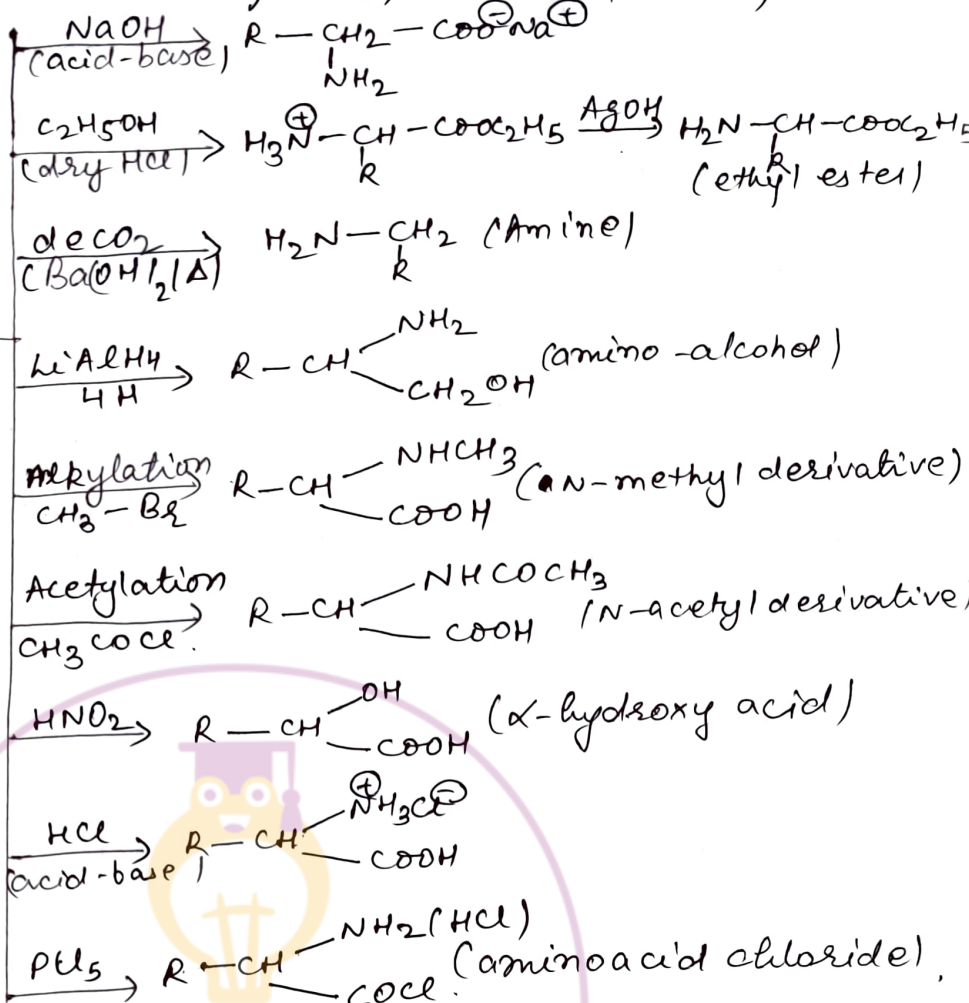 NaOH R — CH2 — COO⊖Na⊕
(acid-base) NH2
C2H5OH H3N⊕ — CH — COOC2H5 AgOH H2N — CH — COOC2H5
(dry HCl) R R
(ethyl ester)
deCO2 H2N — CH2 (Amine)
(Ba(OH)2/Δ) R
NH2
LiAlH4 R — CH (amino-alcohol)
4H CH2OH
Alkylation R — CH NHCH3 (N-methyl derivative)
CH3 — Br COOH
Acetylation R — CH NHCOCH3 (N-acetyl derivative)
CH3COCl. COOH
HNO2 R — CH OH (α-hydroxy acid)
COOH
HCl R — CH NH3⊕Cl⊖
(acid-base) COOH
PCl5 R — CH NH2(HCl) (aminoacid chloride),
COCl.